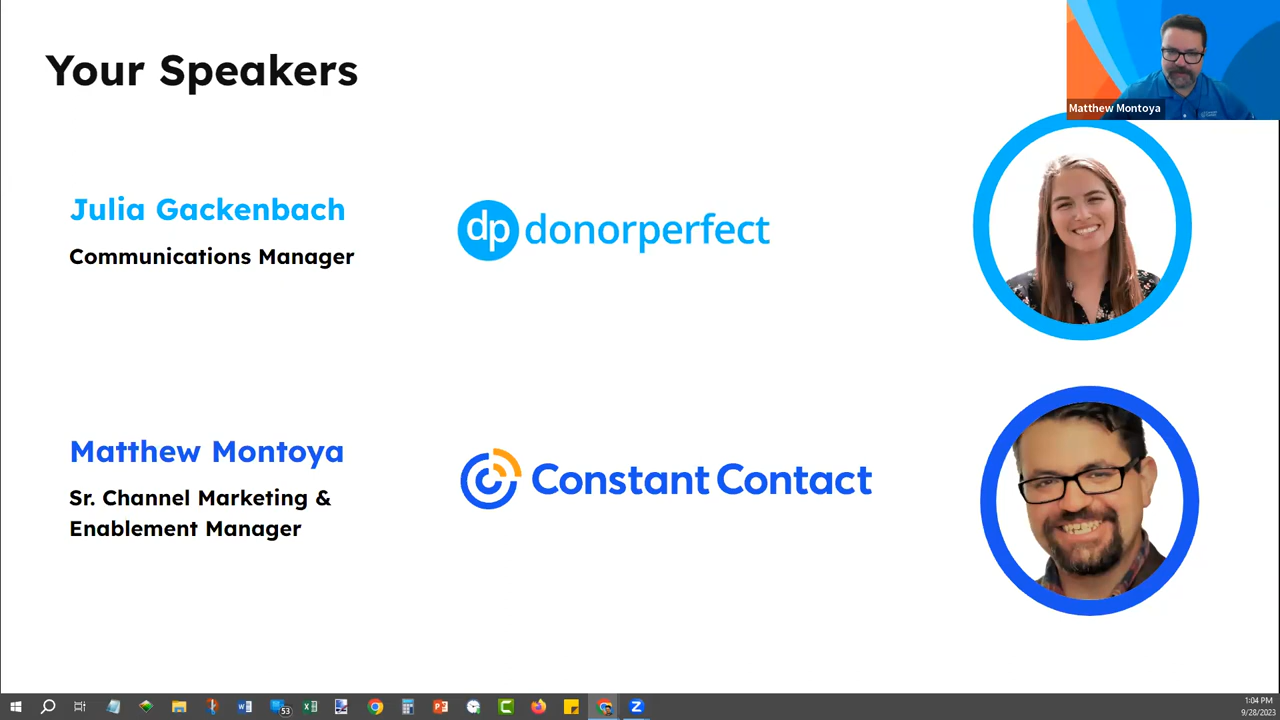 Your Speakers
Matthew Montoya
Julia Gackenbach
Communications Manager
dp donorperfect
Matthew Montoya
Sr. Channel Marketing &
Enablement Manager
Constant Contact
53
1:04 PM
9/28/2023